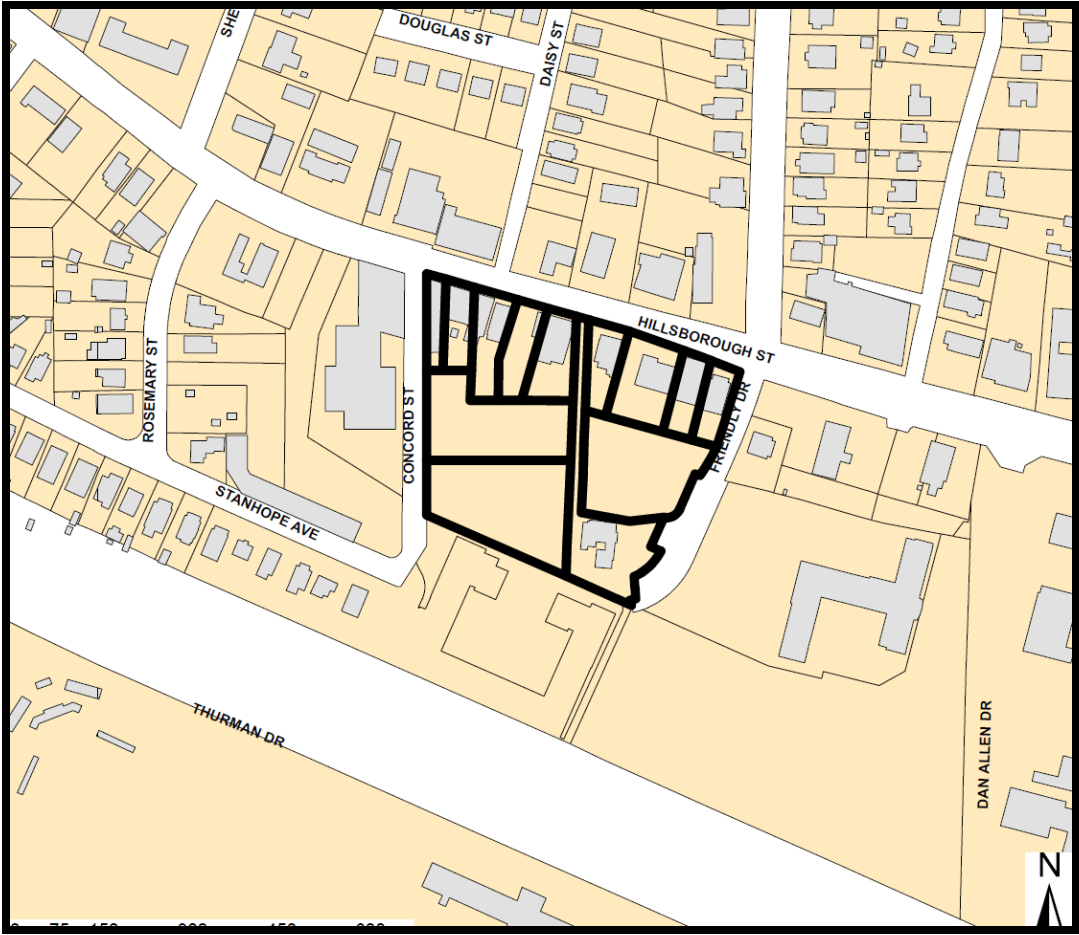 SHE
DOUGLAS ST
DAISY ST
HILLSBOROUGH ST
ROSEMARY ST
CONCORD ST
FRIENDLY DR
STANHOPE AVE
THURMAN DR
DAN ALLEN DR
N